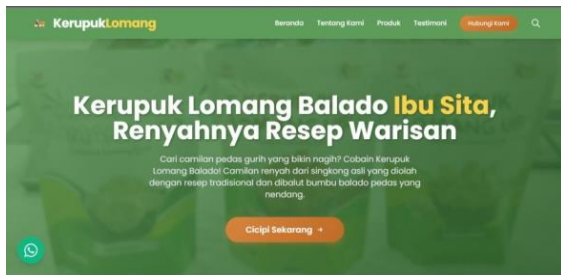 KerupukLomang
Beranda Tentang Kami Produk Testimoni Hubungi Kami
Kerupuk Lomang Balado Ibu Sita,
Renyahnya Resep Warisan
Cari camilan pedas gurih yang bikin nagih? Cobain Kerupuk
Lomang Balado! Camilan renyah dari singkong asli yang diolah
dengan resep tradisional dan dibalut bumbu balado pedas yang
nendang.
Cicipi Sekarang →